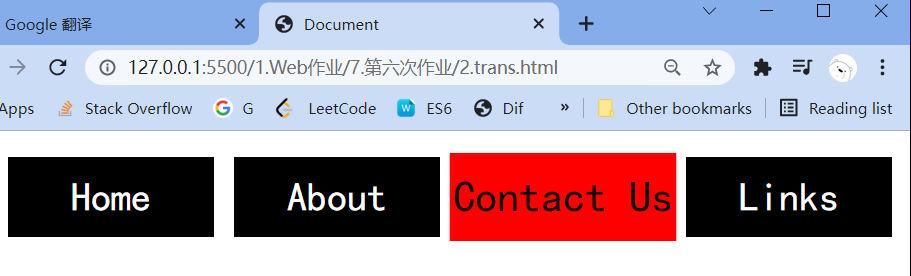 Google 翻译
Document
127.0.0.1:5500/1.Web作业/7.第六次作业/2.trans.html
Apps Stack Overflow G LeetCode ES6 Dif » Other bookmarks Reading list
Home About Contact Us Links